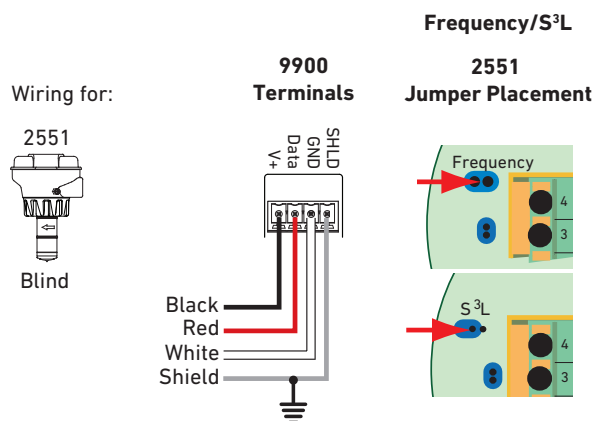 Frequency/S³L
9900
Terminals
2551
Jumper Placement
Wiring for:
2551
Blind
V+
Data
GND
SHLD
Black
Red
White
Shield
Frequency
4
3
S³L
4
3